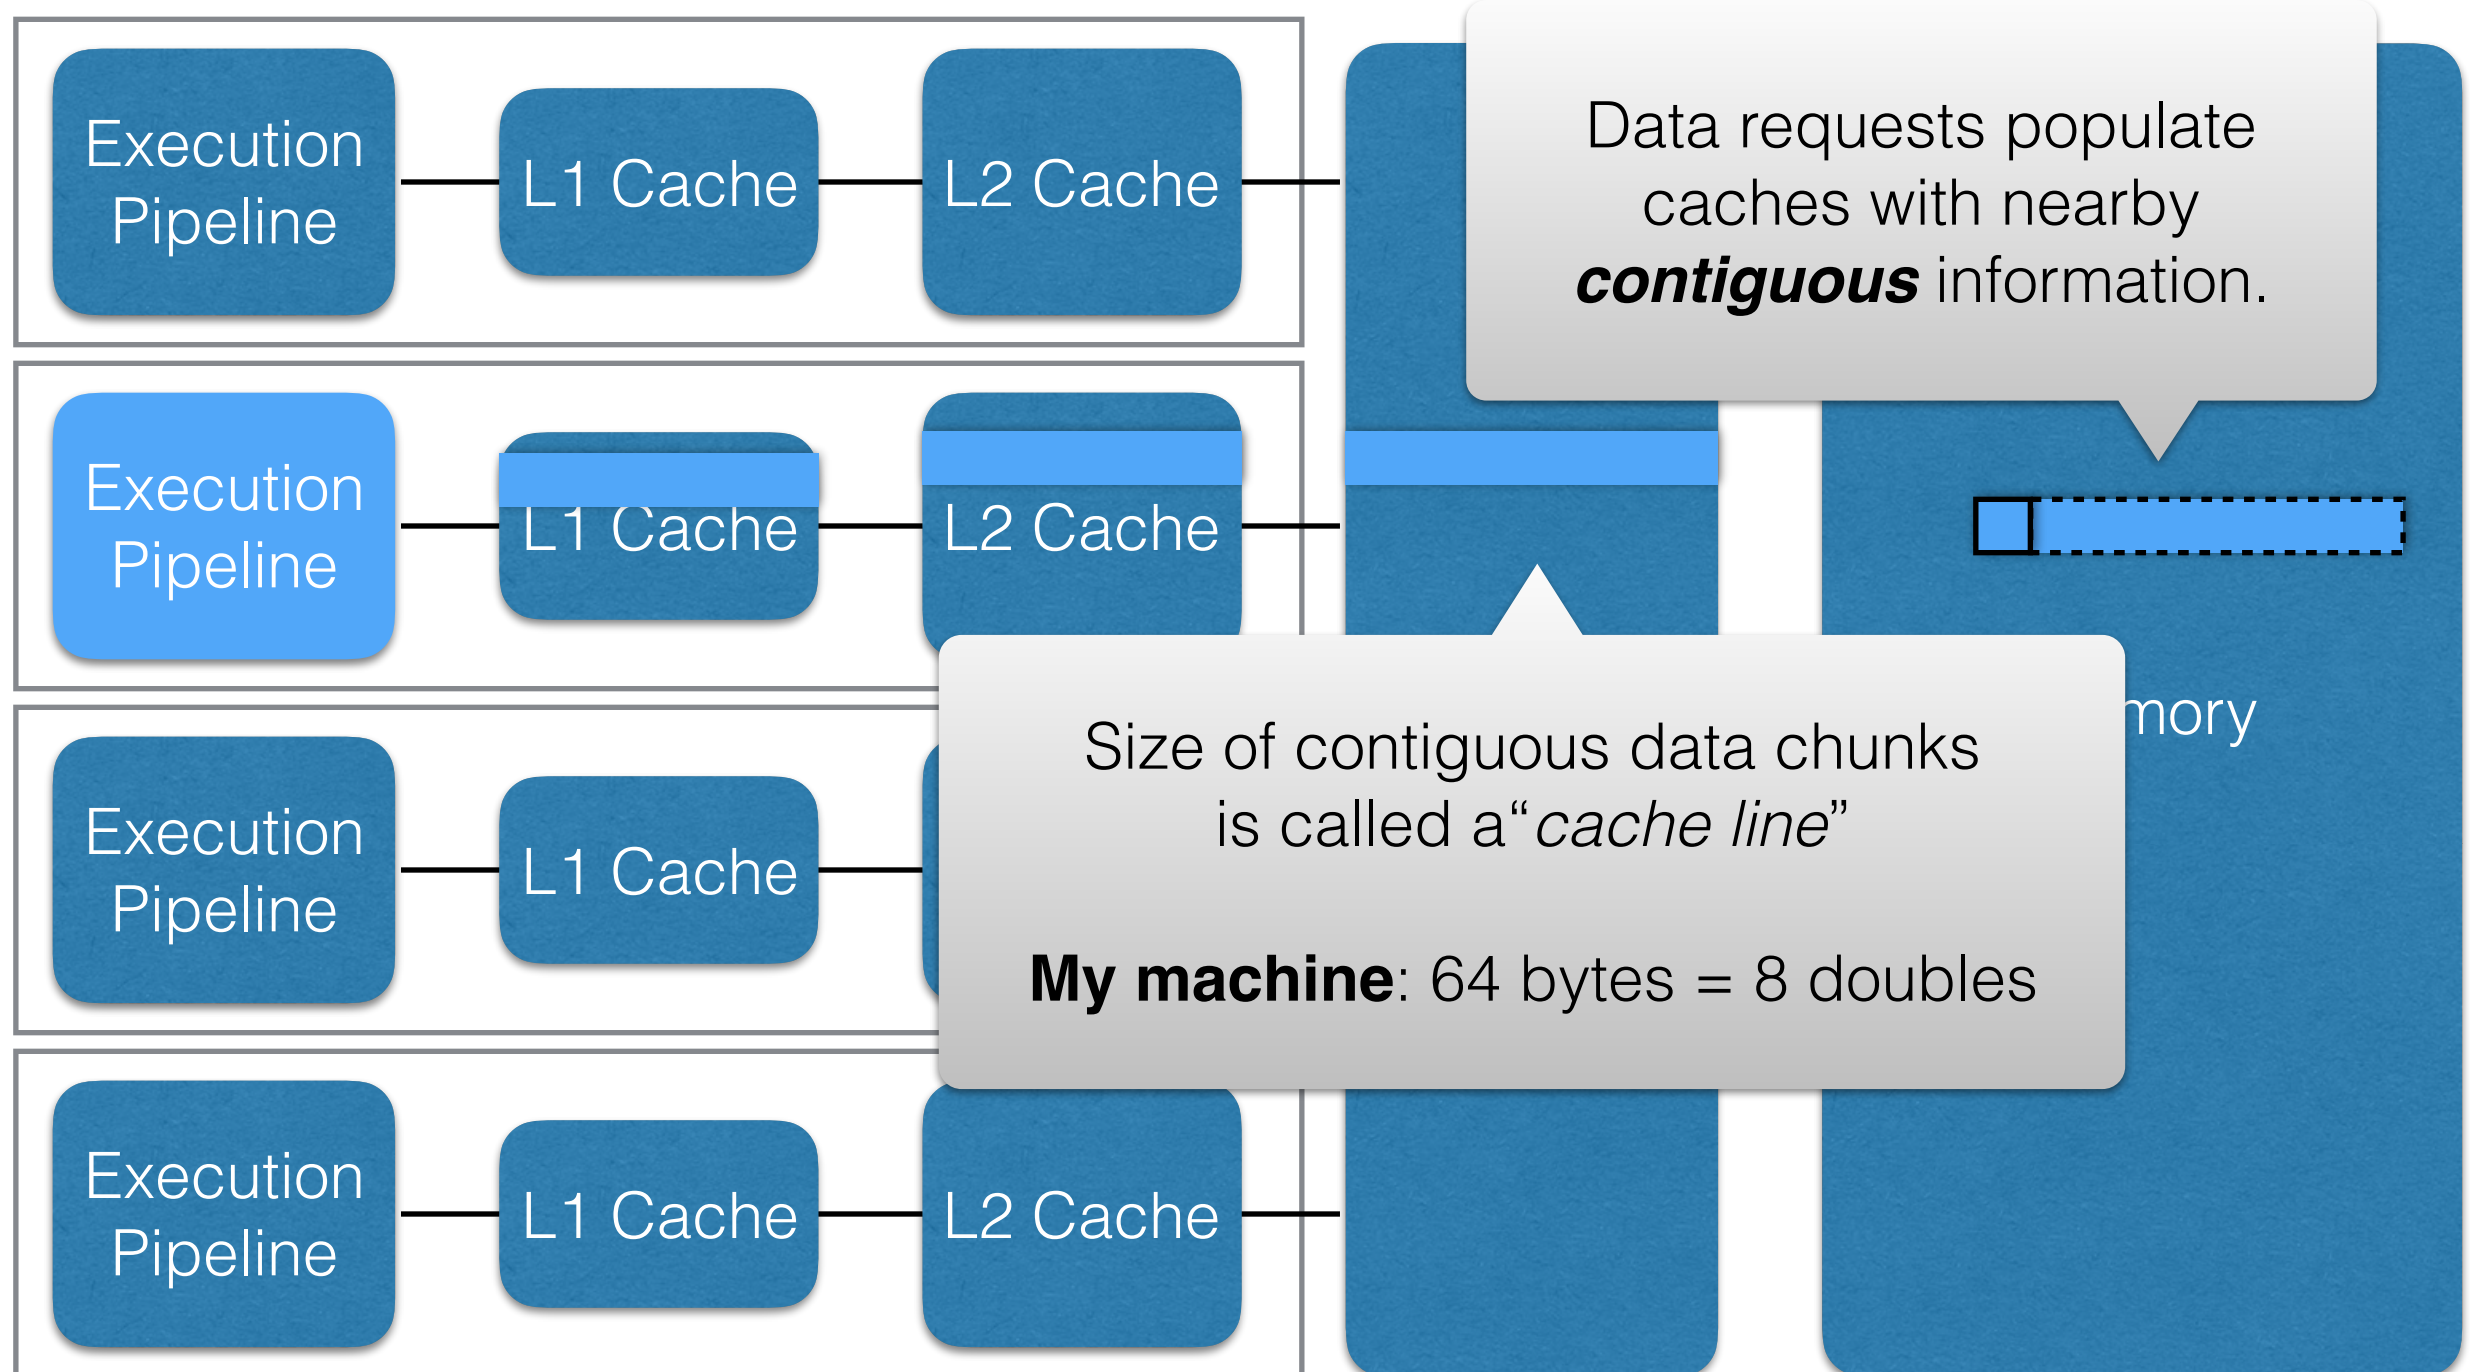 Execution
Pipeline
L1 Cache
L2 Cache
Data requests populate
caches with nearby
contiguous information.
Execution
Pipeline
L1 Cache
L2 Cache
Execution
Pipeline
L1 Cache
Size of contiguous data chunks
is called a“cache line”
My machine: 64 bytes = 8 doubles
mory
Execution
Pipeline
L1 Cache
L2 Cache